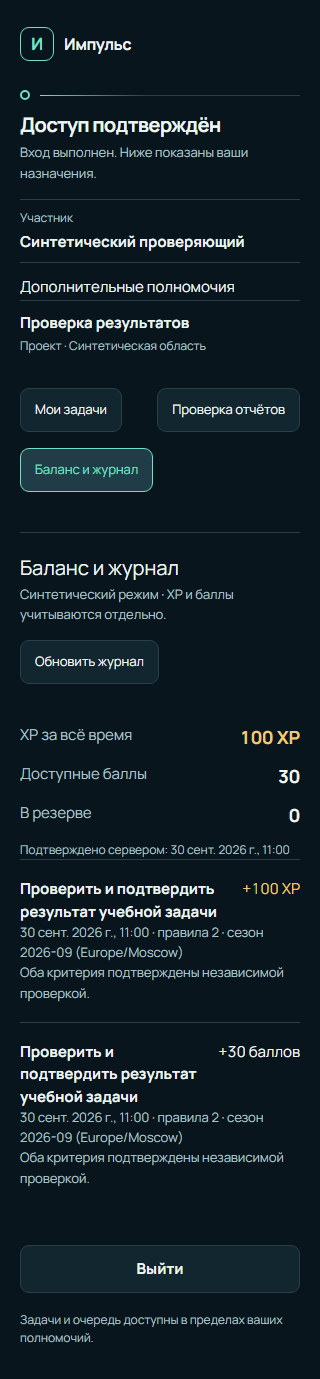 И Импульс
Доступ подтверждён
Вход выполнен. Ниже показаны ваши
назначения.
Участник
Синтетический проверяющий
Дополнительные полномочия
Проверка результатов
Проект · Синтетическая область
Мои задачи
Проверка отчётов
Баланс и журнал
Баланс и журнал
Синтетический режим · XP и баллы
учитываются отдельно.
Обновить журнал
XP за всё время 100 XP
Доступные баллы 30
В резерве 0
Подтверждено сервером: 30 сент. 2026 г., 11:00
Проверить и подтвердить +100 XP
результат учебной задачи
30 сент. 2026 г., 11:00 · правила 2 · сезон
2026-09 (Europe/Moscow)
Оба критерия подтверждены независимой
проверкой.
Проверить и +30 баллов
подтвердить результат
учебной задачи
30 сент. 2026 г., 11:00 · правила 2 · сезон
2026-09 (Europe/Moscow)
Оба критерия подтверждены независимой
проверкой.
Выйти
Задачи и очередь доступны в пределах ваших
полномочий.